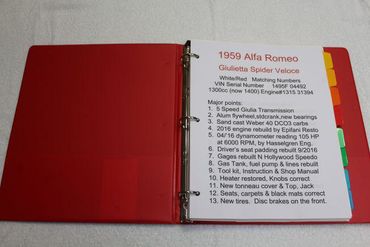 1959 Alfa Romeo
Giulietta Spider Veloce
White/Red Matching Numbers
VIN Serial Number 1495F 04492
1300cc (now 1400) Engine#1315 31394
Major points:
1. 5 Speed Giulia Transmission
2. Alum flywheel,stdcrank,new bearings
3. Sand cast Weber 40 DCO3 carbs
4. 2016 engine rebuild by Epifani Resto
5. 04/16 dynamometer reading 105 HP
at 6000 RPM, by Hasselgren Eng.
6. Driver's seat padding rebuilt 9/2016
7. Gages rebuilt N Hollywood Speedo
8. Gas Tank, fuel pump & lines rebuilt
9. Tool kit, Instruction & Shop Manual
10. Heater restored, Knobs correct
11. New tonneau cover & Top, Jack
12. Seats, carpets & black mats correct
13. New tires. Disc brakes on the front.